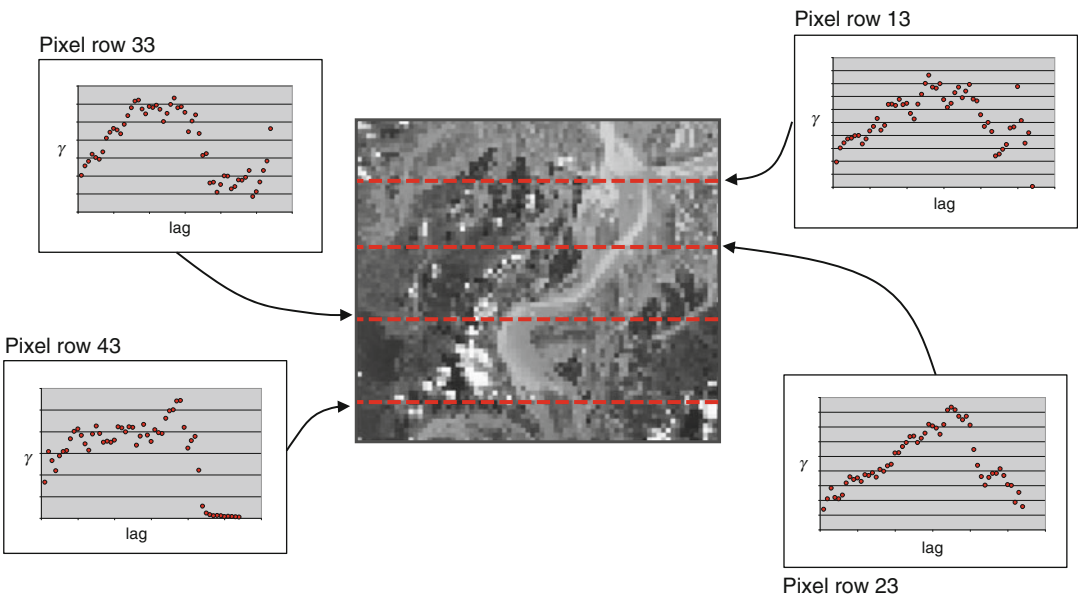 Pixel row 33
γ
lag
Pixel row 13
γ
lag
Pixel row 43
γ
lag
γ
lag
Pixel row 23